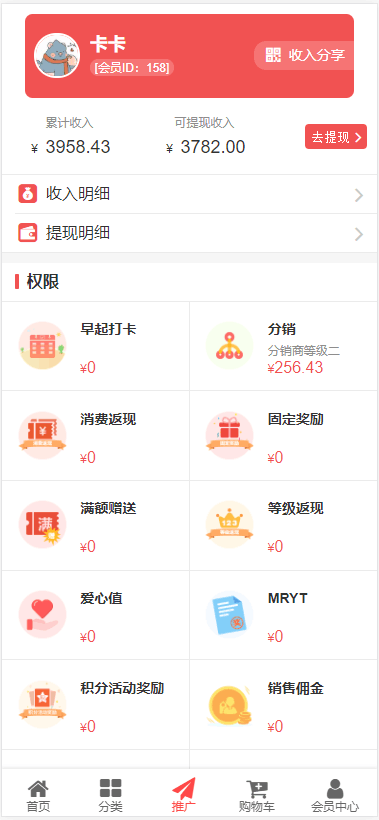 卡卡
[会员ID：158]
收入分享
累计收入
可提现收入
¥ 3958.43
¥ 3782.00
去提现
收入明细
提现明细
权限
早起打卡
¥0
分销
分销商等级二
¥256.43
消费返现
¥0
固定奖励
¥0
满额赠送
满
¥0
等级返现
123
¥0
爱心值
¥0
MRYT
¥0
积分活动奖励
¥0
销售佣金
¥0
首页
分类
推广
购物车
会员中心